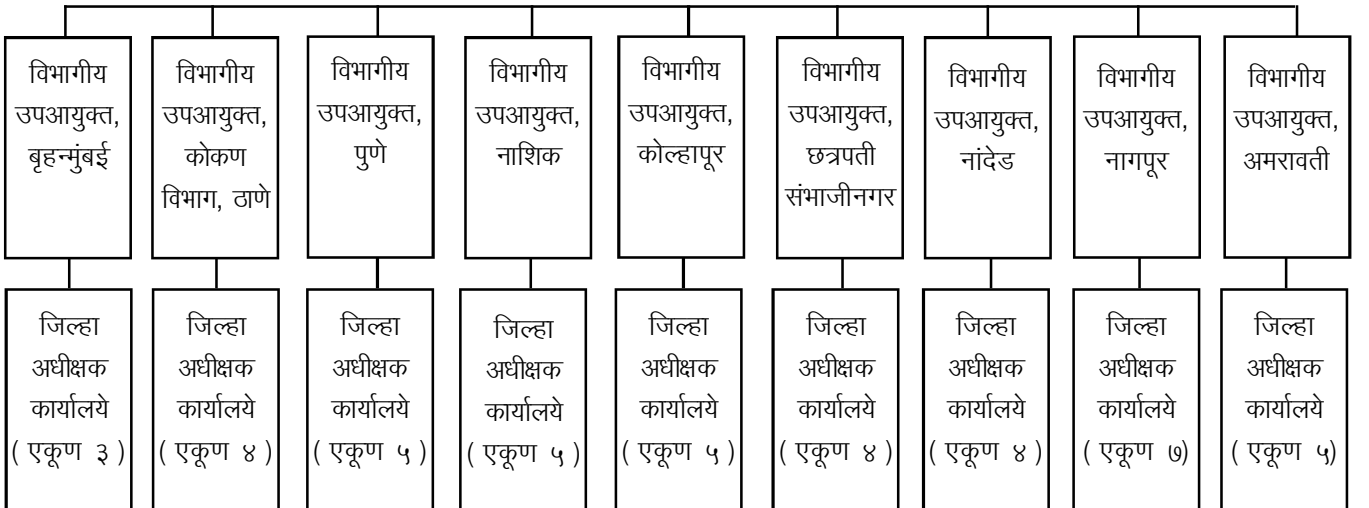 विभागीय
उपआयुक्त,
बृहन्मुंबई
विभागीय
उपआयुक्त,
कोकण
विभाग, ठाणे
विभागीय
उपआयुक्त,
पुणे
विभागीय
उपआयुक्त,
नाशिक
विभागीय
उपआयुक्त,
कोल्हापूर
विभागीय
उपआयुक्त,
छत्रपती
संभाजीनगर
विभागीय
उपआयुक्त,
नांदेड
विभागीय
उपआयुक्त,
नागपूर
विभागीय
उपआयुक्त,
अमरावती
जिल्हा
अधीक्षक
कार्यालये
( एकूण ३ )
जिल्हा
अधीक्षक
कार्यालये
( एकूण ४ )
जिल्हा
अधीक्षक
कार्यालये
( एकूण ५ )
जिल्हा
अधीक्षक
कार्यालये
( एकूण ५ )
जिल्हा
अधीक्षक
कार्यालये
( एकूण ५ )
जिल्हा
अधीक्षक
कार्यालये
( एकूण ४ )
जिल्हा
अधीक्षक
कार्यालये
( एकूण ४ )
जिल्हा
अधीक्षक
कार्यालये
( एकूण ७)
जिल्हा
अधीक्षक
कार्यालये
( एकूण ५)